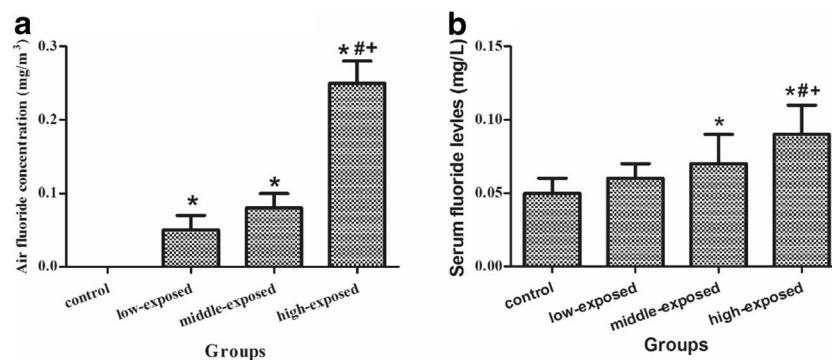 a
Air fluoride concentration (mg/m³)
0.3
0.2
0.1
0.0
*
*
* #+
control
low-exposed
middle-exposed
high-exposed
Groups
b
Serum fluoride levles (mg/L)
0.15
0.10
0.05
0.00
*
*#+
control
low-exposed
middle-exposed
high-exposed
Groups